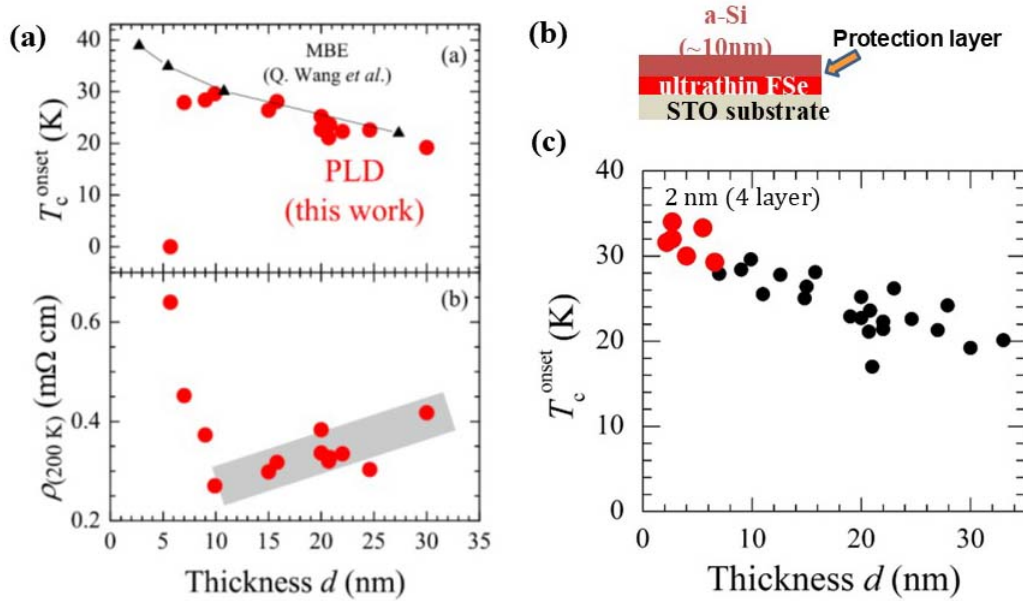 (a)
(a)
MBE
(Q. Wang et al.)
PLD
(this work)
T_c^onset (K)
40
30
20
10
0
(b)
ρ(200 K) (mΩ cm)
0.6
0.4
0.2
0 5 10 15 20 25 30 35
Thickness d (nm)
(b)
a-Si
(~10nm)
Protection layer
ultrathin FSe
STO substrate
(c)
2 nm (4 layer)
T_c^onset (K)
40
30
20
10
0
0 10 20 30
Thickness d (nm)